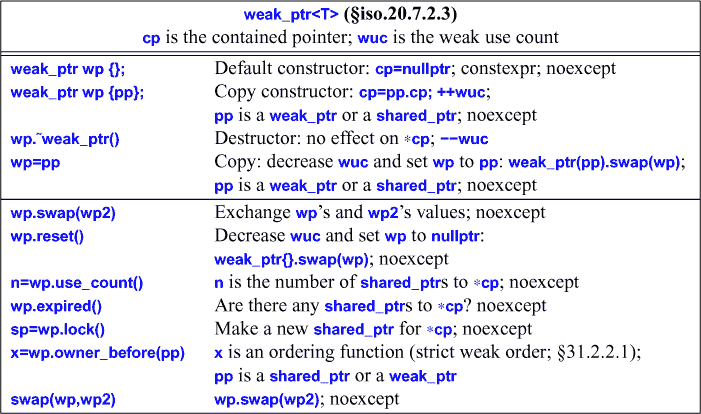 weak_ptr<T> (§iso.20.7.2.3)
cp is the contained pointer; wuc is the weak use count
weak_ptr wp {}; Default constructor: cp=nullptr; constexpr; noexcept
weak_ptr wp {pp}; Copy constructor: cp=pp.cp; ++wuc;
pp is a weak_ptr or a shared_ptr; noexcept
wp.~weak_ptr() Destructor: no effect on ∗cp; −−wuc
wp=pp Copy: decrease wuc and set wp to pp: weak_ptr(pp).swap(wp);
pp is a weak_ptr or a shared_ptr; noexcept
wp.swap(wp2) Exchange wp's and wp2's values; noexcept
wp.reset() Decrease wuc and set wp to nullptr:
weak_ptr{}.swap(wp); noexcept
n=wp.use_count() n is the number of shared_ptrs to ∗cp; noexcept
wp.expired() Are there any shared_ptrs to ∗cp? noexcept
sp=wp.lock() Make a new shared_ptr for ∗cp; noexcept
x=wp.owner_before(pp) x is an ordering function (strict weak order; §31.2.2.1);
pp is a shared_ptr or a weak_ptr
swap(wp,wp2) wp.swap(wp2); noexcept